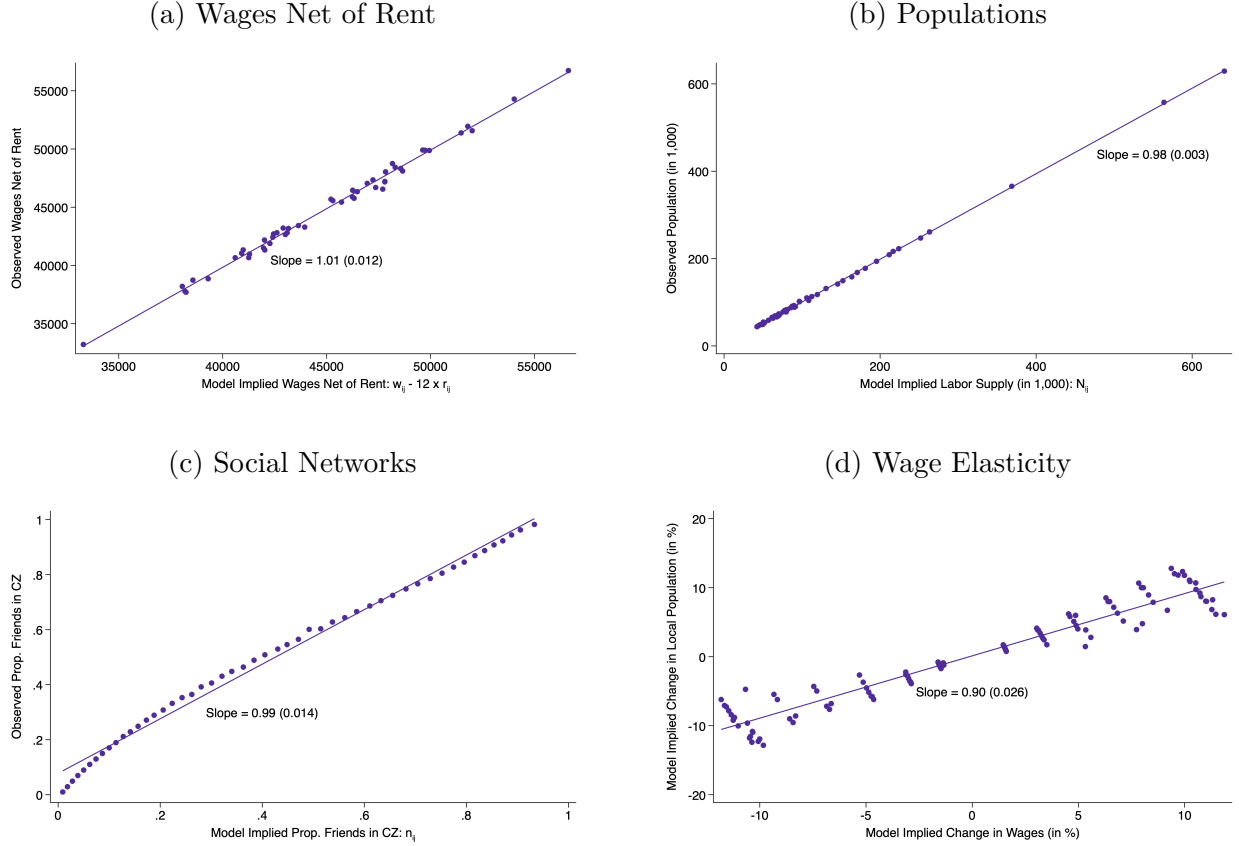 (a) Wages Net of Rent
Observed Wages Net of Rent
55000
50000
45000
40000
35000
Slope = 1.01 (0.012)
35000 40000 45000 50000 55000
Model Implied Wages Net of Rent: w_ij - 12 x r_ij
(b) Populations
Observed Population (in 1,000)
600
400
200
0
Slope = 0.98 (0.003)
0 200 400 600
Model Implied Labor Supply (in 1,000): N_ij
(c) Social Networks
Observed Prop. Friends in CZ
1
.8
.6
.4
.2
0
Slope = 0.99 (0.014)
0 .2 .4 .6 .8 1
Model Implied Prop. Friends in CZ: n_ij
(d) Wage Elasticity
Model Implied Change in Local Population (in %)
20
10
0
-10
-20
Slope = 0.90 (0.026)
-10 -5 0 5 10
Model Implied Change in Wages (in %)